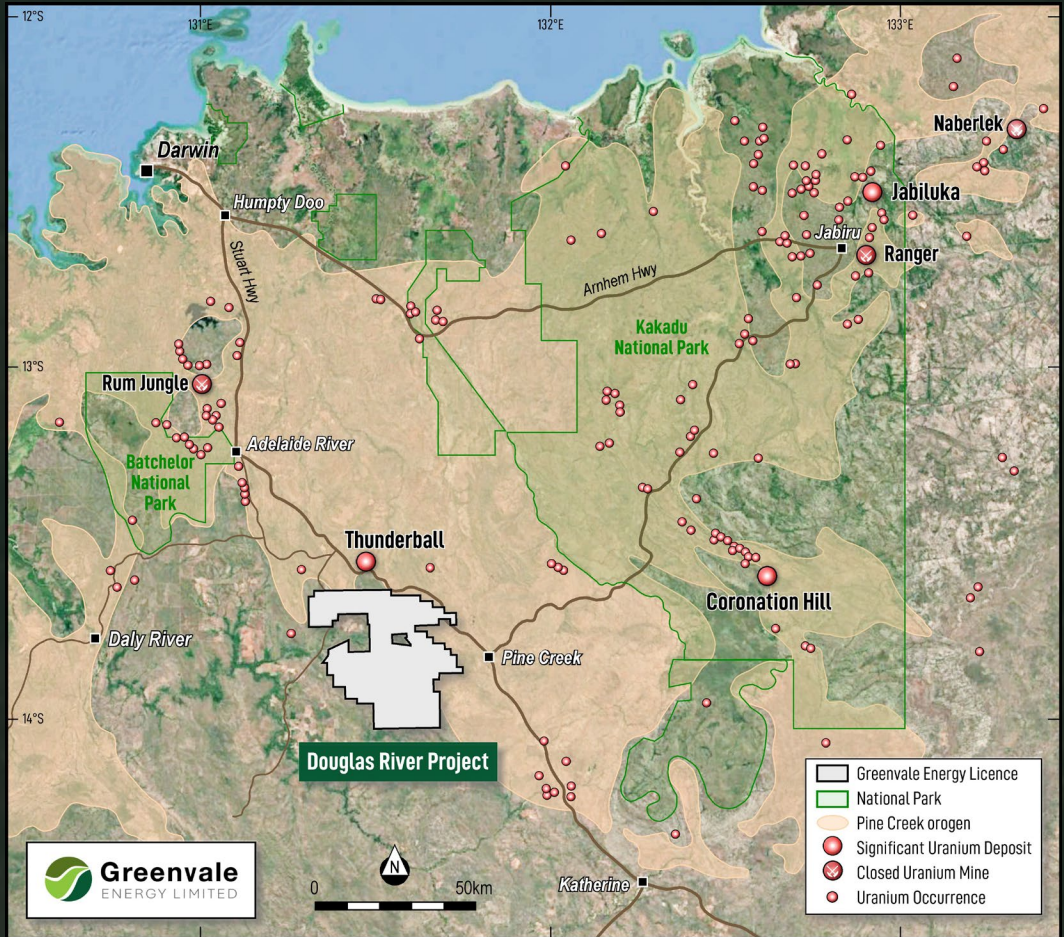 12°S
131°E
132°E
133°E
Darwin
Humpty Doo
Stuart Hwy
Naberlek
Jabiluka
Jabiru
Ranger
Arnhem Hwy
Kakadu
National Park
13°S
Rum Jungle
Adelaide River
Batchelor
National
Park
Thunderball
Coronation Hill
Daly River
Pine Creek
14°S
Douglas River Project
Greenvale Energy Licence
National Park
Pine Creek orogen
Significant Uranium Deposit
Closed Uranium Mine
Uranium Occurrence
Greenvale
ENERGY LIMITED
N
0 50km
Katherine